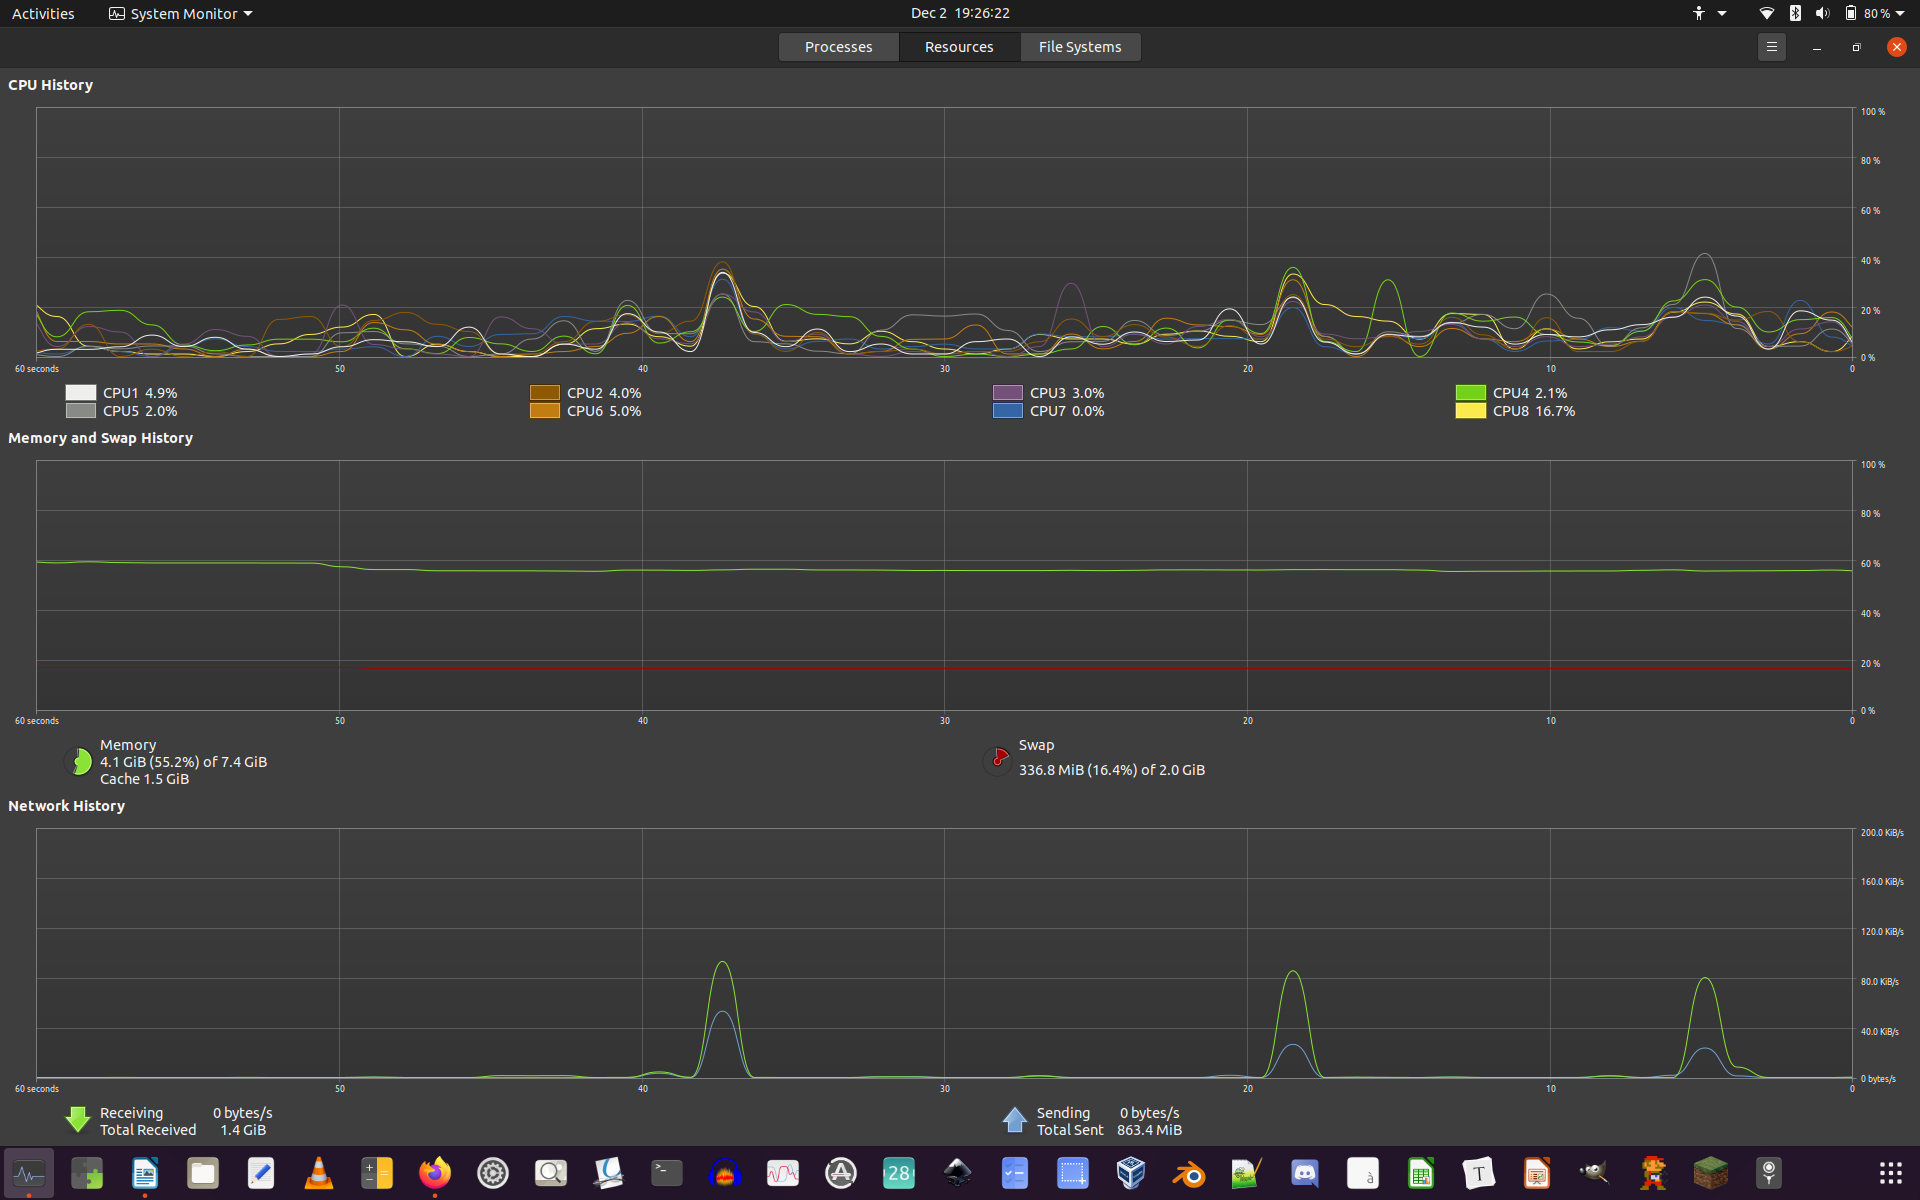 Activities
System Monitor
Dec 2 19:26:22
80 %
Processes
Resources
File Systems
CPU History
100 %
80 %
60 %
40 %
20 %
0 %
60 seconds
50
40
30
20
10
0
CPU1 4.9%
CPU2 4.0%
CPU3 3.0%
CPU4 2.1%
CPU5 2.0%
CPU6 5.0%
CPU7 0.0%
CPU8 16.7%
Memory and Swap History
100 %
80 %
60 %
40 %
20 %
0 %
60 seconds
50
40
30
20
10
0
Memory
4.1 GiB (55.2%) of 7.4 GiB
Cache 1.5 GiB
Swap
336.8 MiB (16.4%) of 2.0 GiB
Network History
200.0 KiB/s
160.0 KiB/s
120.0 KiB/s
80.0 KiB/s
40.0 KiB/s
0 bytes/s
60 seconds
50
40
30
20
10
0
Receiving 0 bytes/s
Total Received 1.4 GiB
Sending 0 bytes/s
Total Sent 863.4 MiB
28
à
T